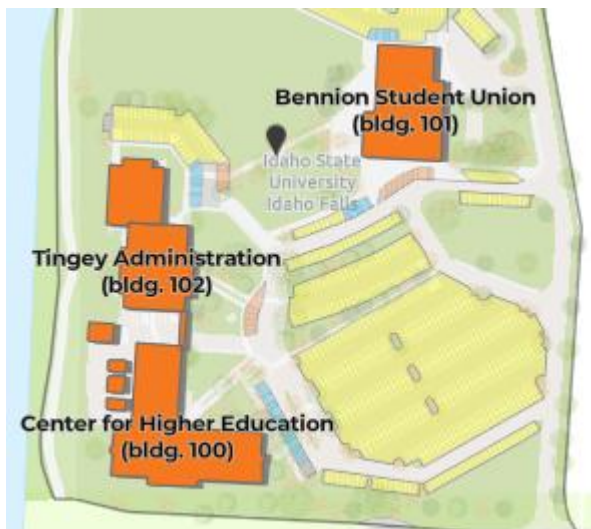 Bennion Student Union
(bldg. 101)
Idaho State
University
Idaho Falls
Tingey Administration
(bldg. 102)
Center for Higher Education
(bldg. 100)